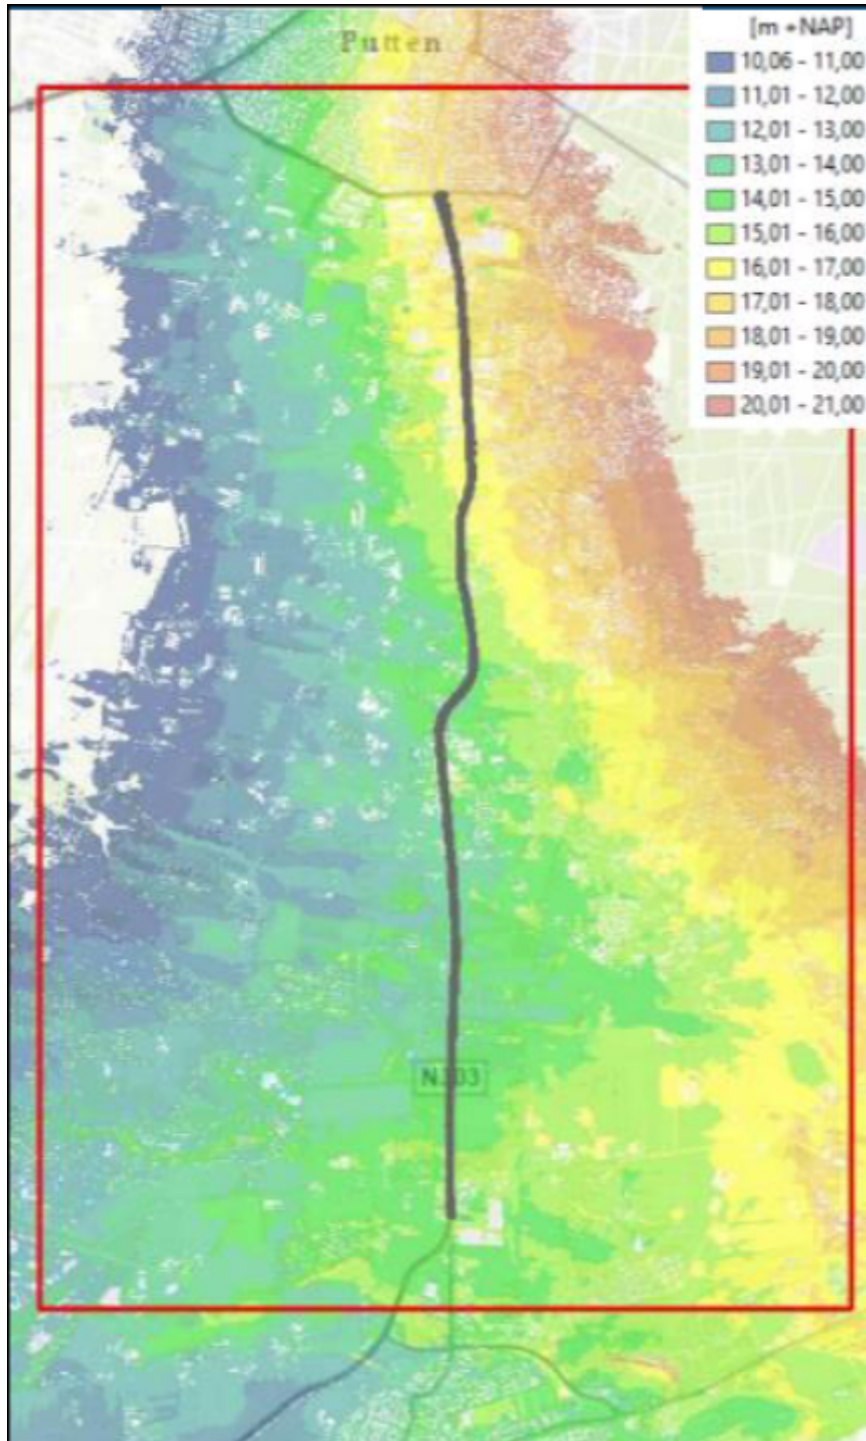 Putten
[m +NAP]
10,06 - 11,00
11,01 - 12,00
12,01 - 13,00
13,01 - 14,00
14,01 - 15,00
15,01 - 16,00
16,01 - 17,00
17,01 - 18,00
18,01 - 19,00
19,01 - 20,00
20,01 - 21,00
N303